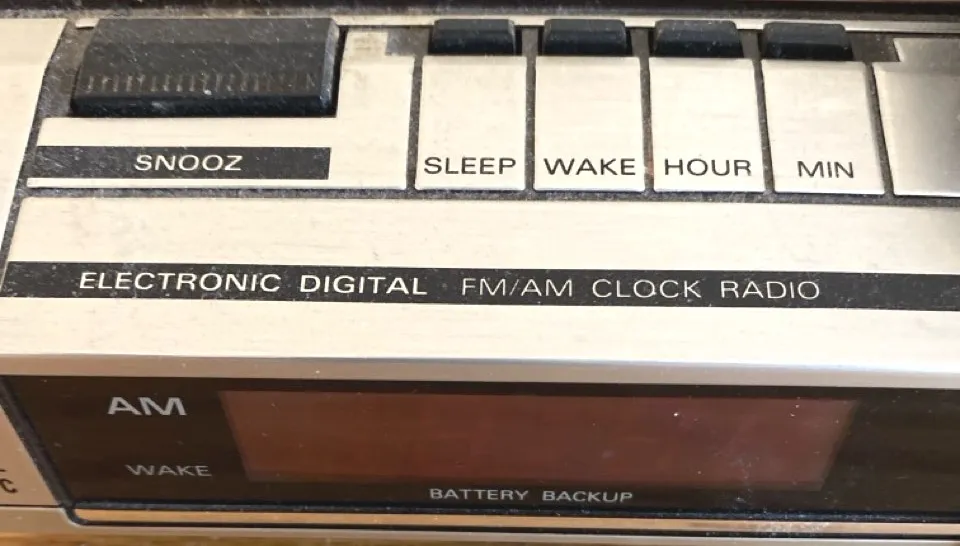 SNOOZ
SLEEP WAKE HOUR MIN
ELECTRONIC DIGITAL FM/AM CLOCK RADIO
AM
WAKE
BATTERY BACKUP